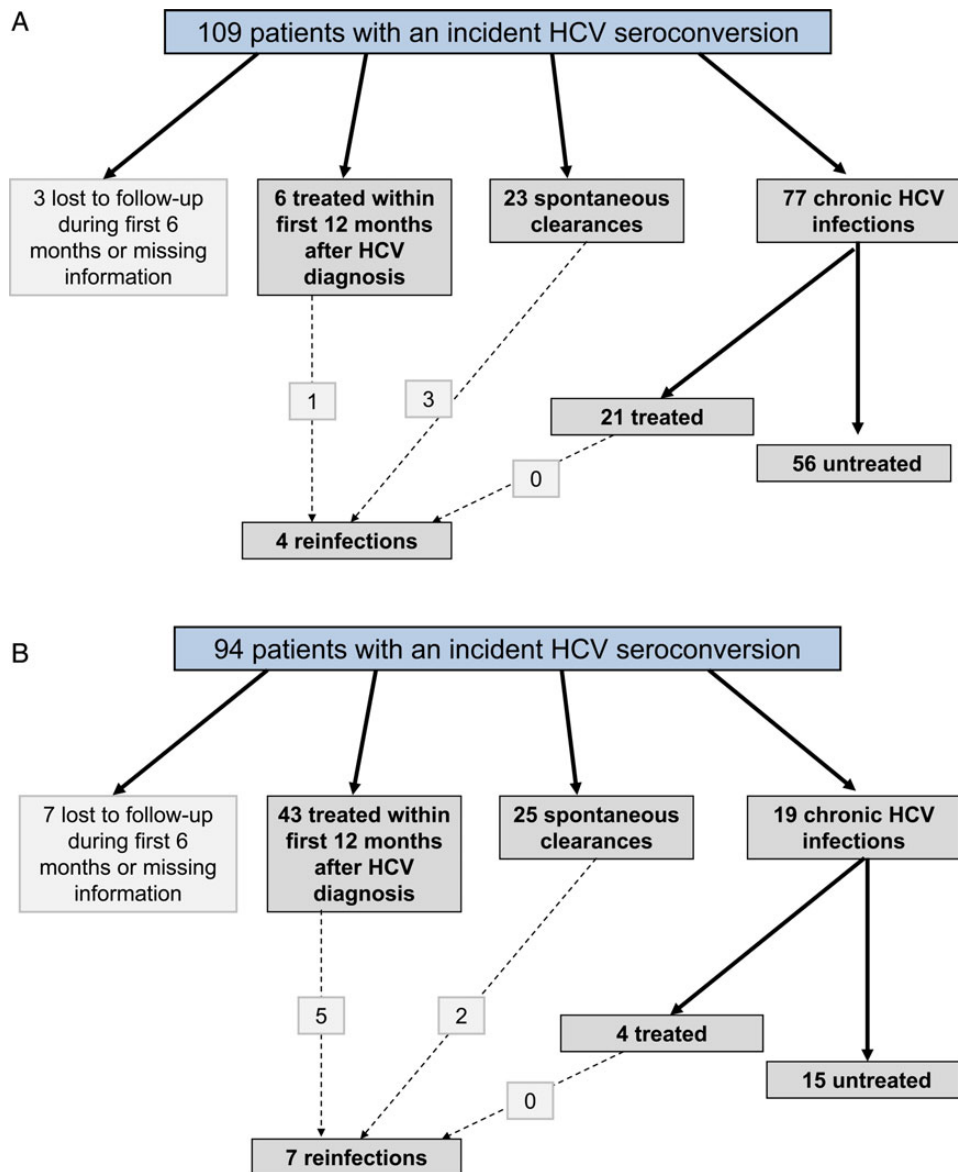 A
109 patients with an incident HCV seroconversion
3 lost to follow-up
during first 6
months or missing
information
6 treated within
first 12 months
after HCV
diagnosis
23 spontaneous
clearances
77 chronic HCV
infections
1
3
21 treated
56 untreated
0
4 reinfections
B
94 patients with an incident HCV seroconversion
7 lost to follow-up
during first 6
months or missing
information
43 treated within
first 12 months
after HCV
diagnosis
25 spontaneous
clearances
19 chronic HCV
infections
5
2
4 treated
15 untreated
0
7 reinfections